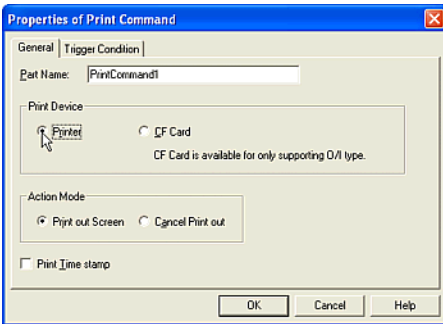 Properties of Print Command
General Trigger Condition
Part Name: PrintCommand1
Print Device
Printer CF Card
CF Card is available for only supporting O/I type.
Action Mode
Print out Screen Cancel Print out
Print Time stamp
OK Cancel Help